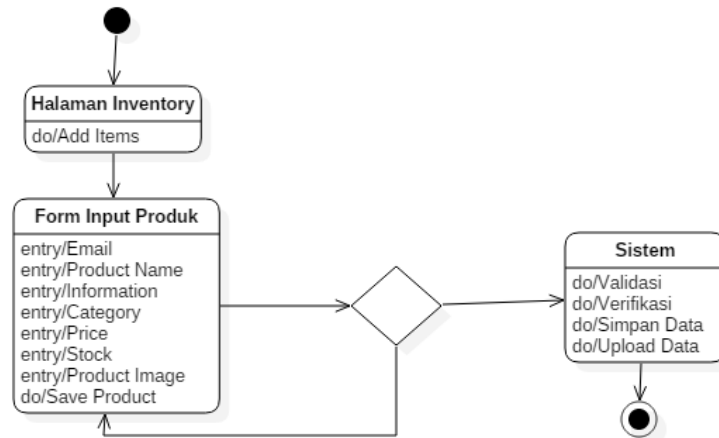 Halaman Inventory
do/Add Items
Form Input Produk
entry/Email
entry/Product Name
entry/Information
entry/Category
entry/Price
entry/Stock
entry/Product Image
do/Save Product
Sistem
do/Validasi
do/Verifikasi
do/Simpan Data
do/Upload Data